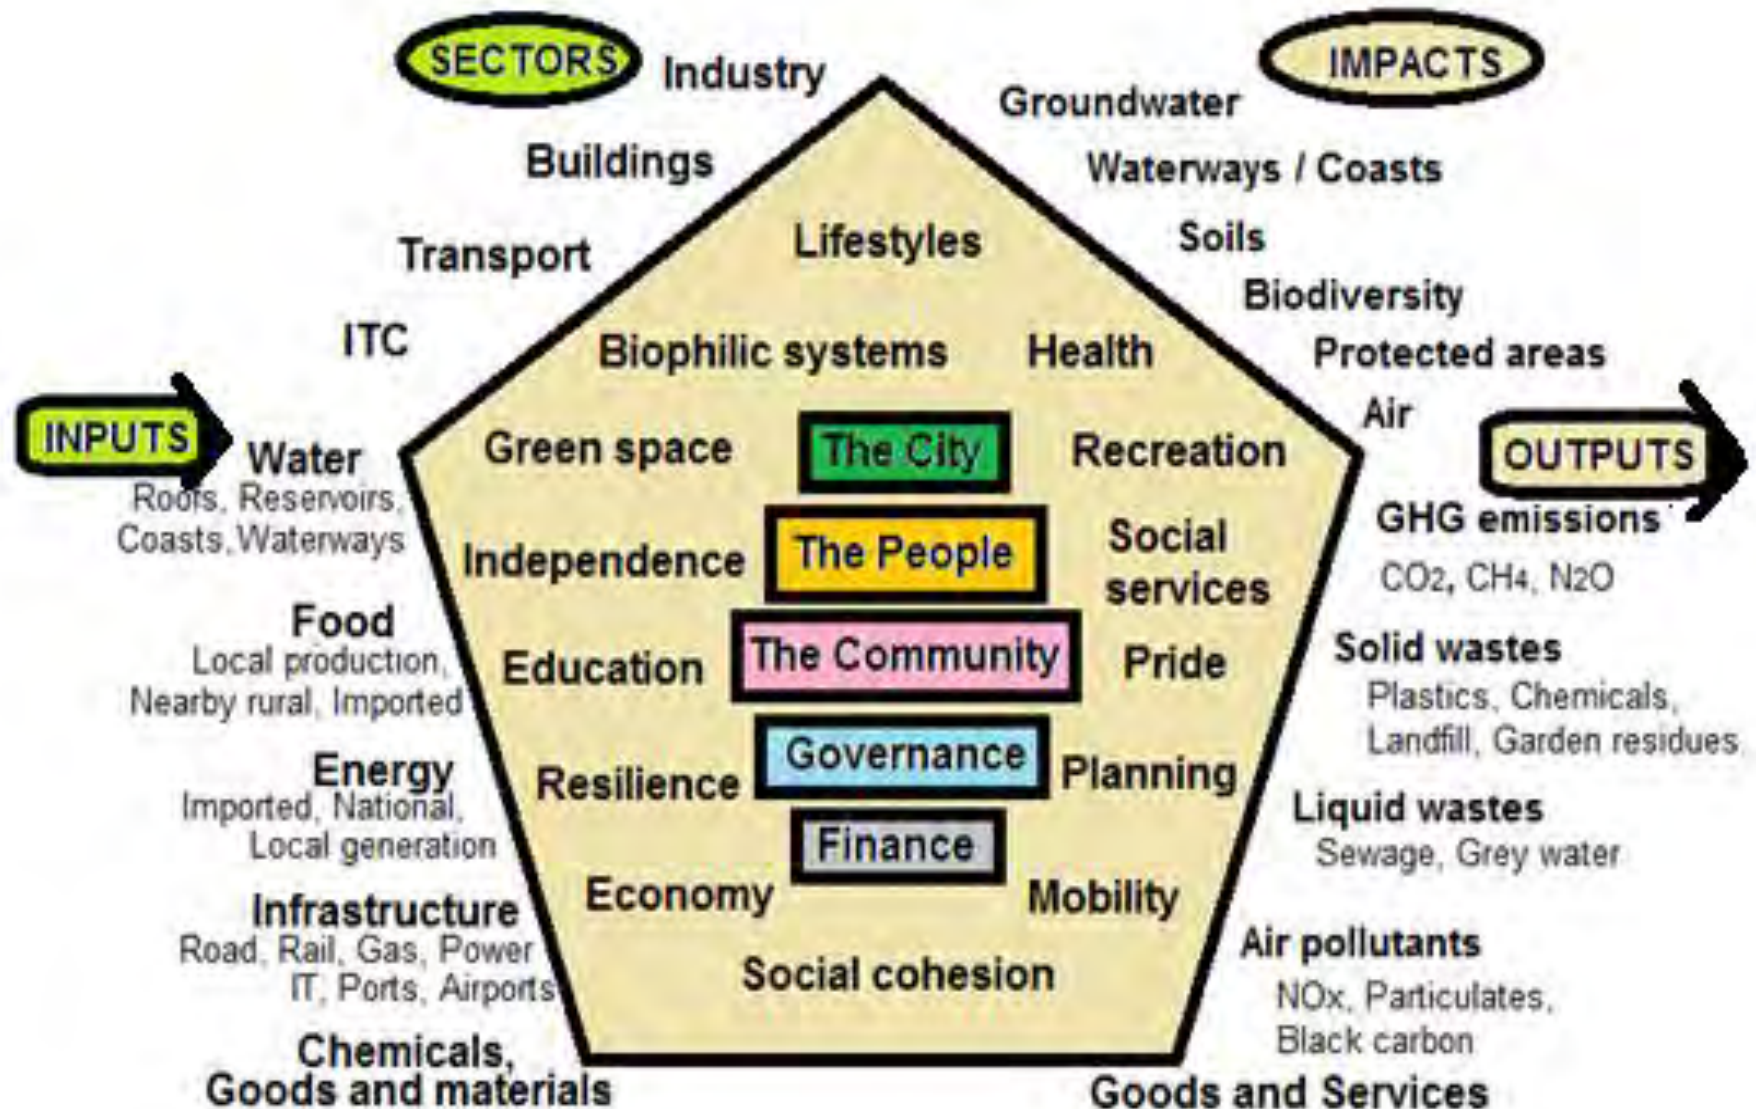 SECTORS
Industry
Buildings
Transport
ITC
IMPACTS
Groundwater
Waterways / Coasts
Soils
Biodiversity
Protected areas
Air
INPUTS
Water
Roofs, Reservoirs,
Coasts, Waterways
Food
Local production,
Nearby rural, Imported
Energy
Imported, National,
Local generation
Infrastructure
Road, Rail, Gas, Power
IT, Ports, Airports
Chemicals,
Goods and materials
Lifestyles
Biophilic systems
Health
Green space
The City
Recreation
Independence
The People
Social
services
Education
The Community
Pride
Resilience
Governance
Planning
Finance
Economy
Mobility
Social cohesion
OUTPUTS
GHG emissions
CO2, CH4, N2O
Solid wastes
Plastics, Chemicals,
Landfill, Garden residues
Liquid wastes
Sewage, Grey water
Air pollutants
NOx, Particulates,
Black carbon
Goods and Services